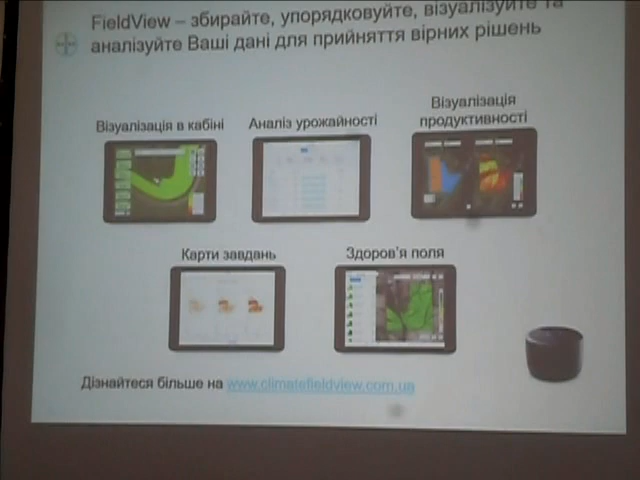 FieldView – збирайте, упорядковуйте, візуалізуйте та
аналізуйте Ваші дані для прийняття вірних рішень
Візуалізація в кабіні
Аналіз урожайності
Візуалізація
продуктивності
Карти завдань
Здоров'я поля
Дізнайтеся більше на www.climatefieldview.com.ua